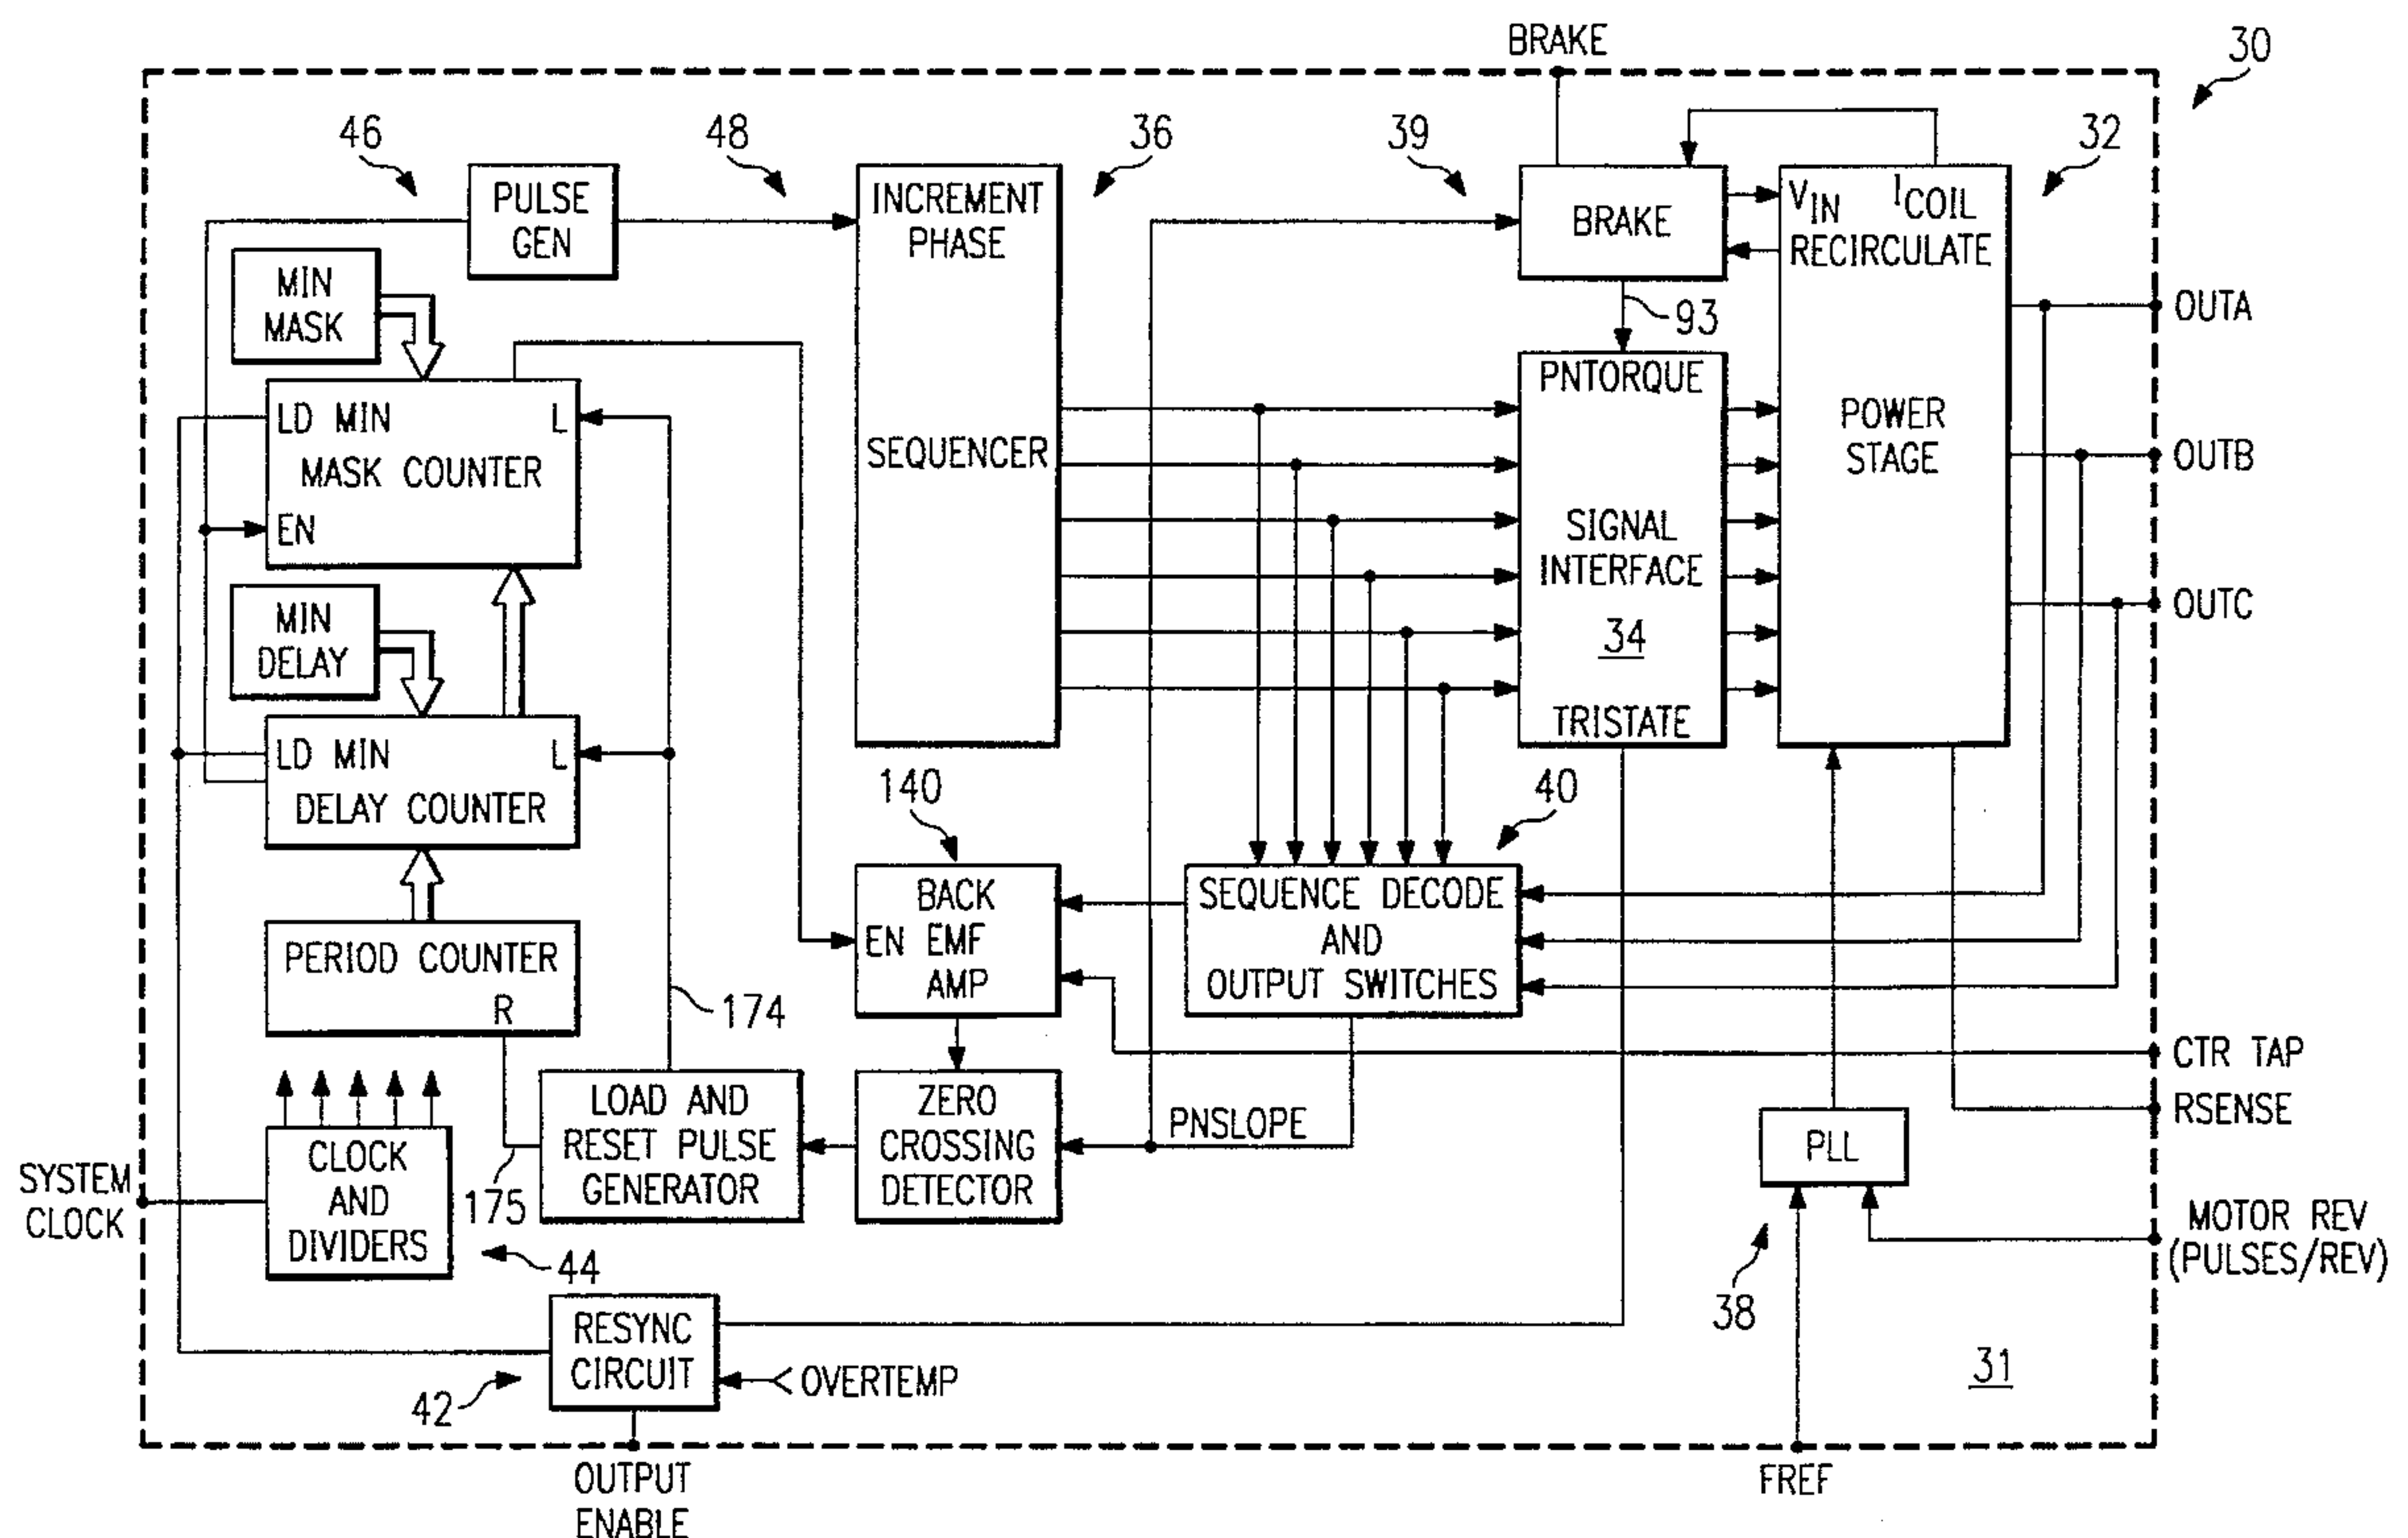 BRAKE
30
46
48
36
39
32
PULSE
GEN
INCREMENT
PHASE
BRAKE
VIN
ICOIL
RECIRCULATE
MIN
MASK
93
OUTA
LD MIN
L
MASK COUNTER
EN
SEQUENCER
PNTORQUE
SIGNAL
INTERFACE
34
TRISTATE
POWER
STAGE
OUTB
OUTC
MIN
DELAY
LD MIN
L
DELAY COUNTER
140
40
BACK
EN EMF
AMP
SEQUENCE DECODE
AND
OUTPUT SWITCHES
PERIOD COUNTER
R
174
CTR TAP
RSENSE
CLOCK
AND
DIVIDERS
SYSTEM
CLOCK
175
LOAD AND
RESET PULSE
GENERATOR
ZERO
CROSSING
DETECTOR
PNSLOPE
PLL
MOTOR REV
(PULSES/REV)
44
38
RESYNC
CIRCUIT
42
OVERTEMP
31
OUTPUT
ENABLE
FREF